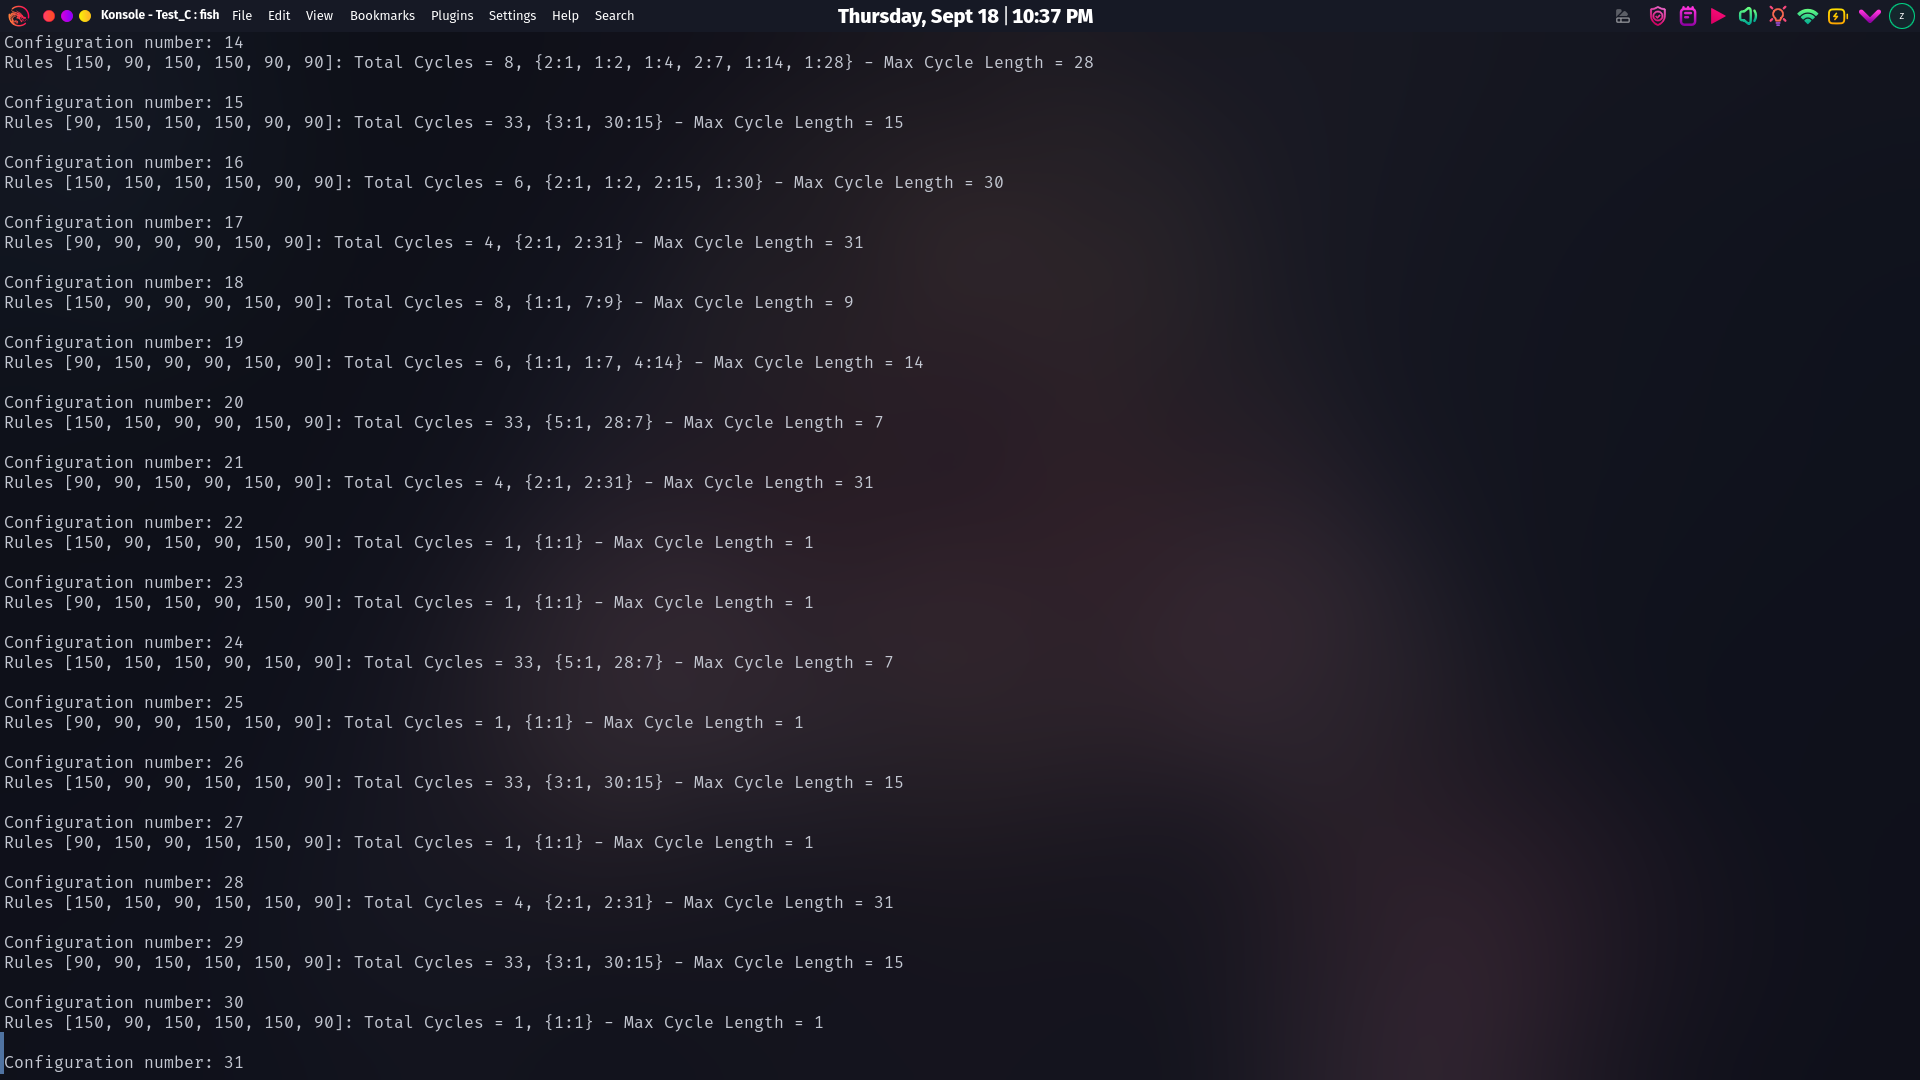 Konsole - Test_C : fish File Edit View Bookmarks Plugins Settings Help Search Thursday, Sept 18 | 10:37 PM z
Configuration number: 14
Rules [150, 90, 150, 150, 90, 90]: Total Cycles = 8, {2:1, 1:2, 1:4, 2:7, 1:14, 1:28} - Max Cycle Length = 28
Configuration number: 15
Rules [90, 150, 150, 150, 90, 90]: Total Cycles = 33, {3:1, 30:15} - Max Cycle Length = 15
Configuration number: 16
Rules [150, 150, 150, 150, 90, 90]: Total Cycles = 6, {2:1, 1:2, 2:15, 1:30} - Max Cycle Length = 30
Configuration number: 17
Rules [90, 90, 90, 90, 150, 90]: Total Cycles = 4, {2:1, 2:31} - Max Cycle Length = 31
Configuration number: 18
Rules [150, 90, 90, 90, 150, 90]: Total Cycles = 8, {1:1, 7:9} - Max Cycle Length = 9
Configuration number: 19
Rules [90, 150, 90, 90, 150, 90]: Total Cycles = 6, {1:1, 1:7, 4:14} - Max Cycle Length = 14
Configuration number: 20
Rules [150, 150, 90, 90, 150, 90]: Total Cycles = 33, {5:1, 28:7} - Max Cycle Length = 7
Configuration number: 21
Rules [90, 90, 150, 90, 150, 90]: Total Cycles = 4, {2:1, 2:31} - Max Cycle Length = 31
Configuration number: 22
Rules [150, 90, 150, 90, 150, 90]: Total Cycles = 1, {1:1} - Max Cycle Length = 1
Configuration number: 23
Rules [90, 150, 150, 90, 150, 90]: Total Cycles = 1, {1:1} - Max Cycle Length = 1
Configuration number: 24
Rules [150, 150, 150, 90, 150, 90]: Total Cycles = 33, {5:1, 28:7} - Max Cycle Length = 7
Configuration number: 25
Rules [90, 90, 90, 150, 150, 90]: Total Cycles = 1, {1:1} - Max Cycle Length = 1
Configuration number: 26
Rules [150, 90, 90, 150, 150, 90]: Total Cycles = 33, {3:1, 30:15} - Max Cycle Length = 15
Configuration number: 27
Rules [90, 150, 90, 150, 150, 90]: Total Cycles = 1, {1:1} - Max Cycle Length = 1
Configuration number: 28
Rules [150, 150, 90, 150, 150, 90]: Total Cycles = 4, {2:1, 2:31} - Max Cycle Length = 31
Configuration number: 29
Rules [90, 90, 150, 150, 150, 90]: Total Cycles = 33, {3:1, 30:15} - Max Cycle Length = 15
Configuration number: 30
Rules [150, 90, 150, 150, 150, 90]: Total Cycles = 1, {1:1} - Max Cycle Length = 1
Configuration number: 31